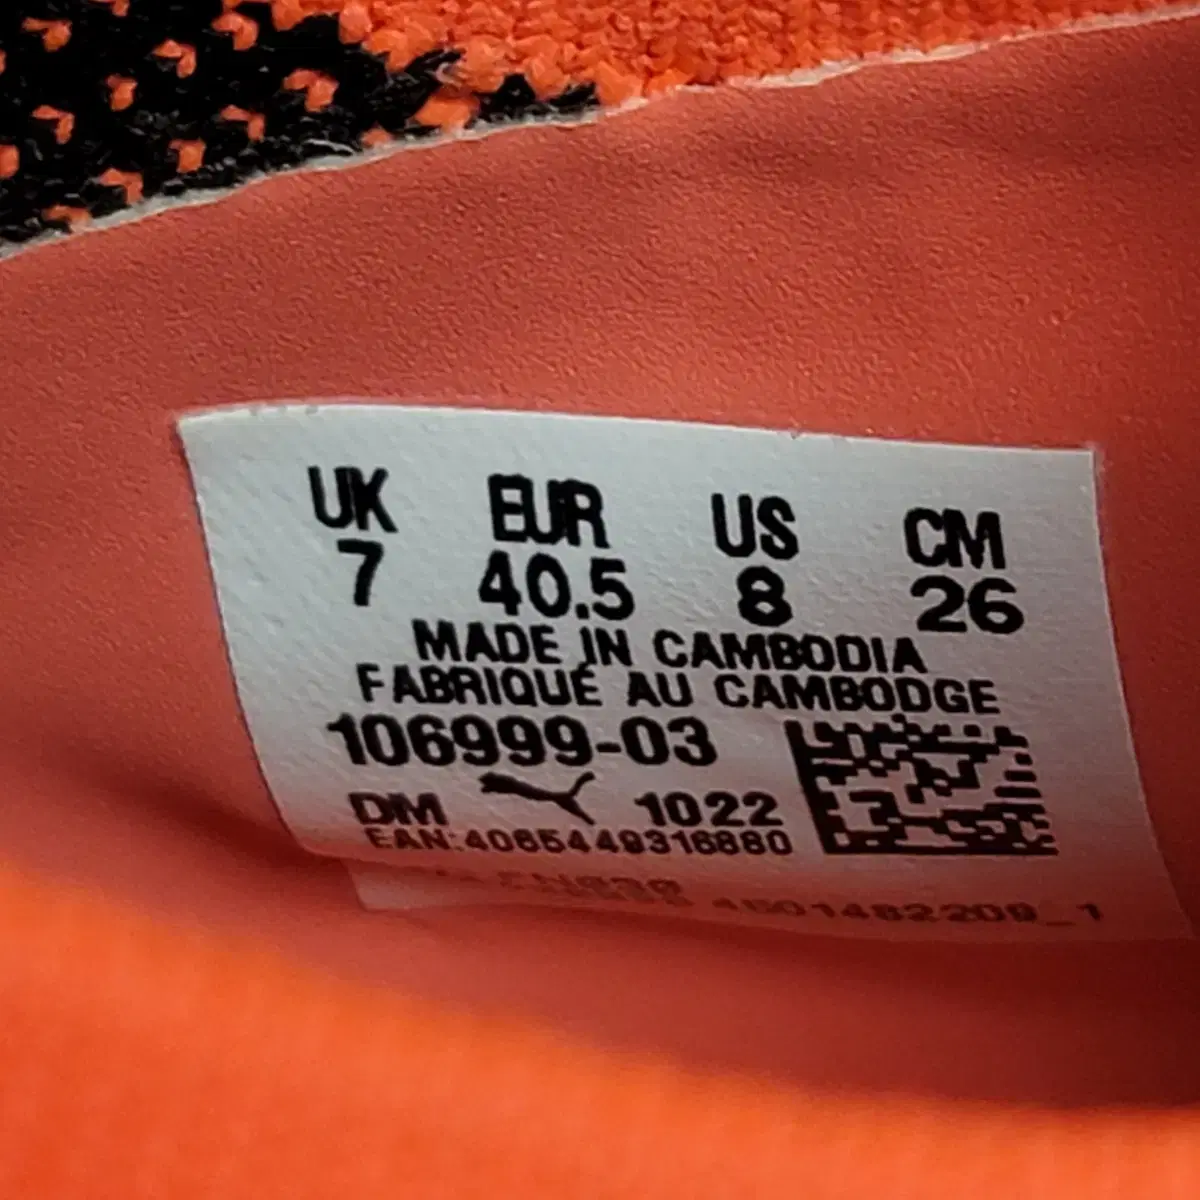 UK EUR US CM
7 40.5 8 26
MADE IN CAMBODIA
FABRIQUÉ AU CAMBODGE
106999-03
DM 1022
EAN:4065449316880
4501482209_1